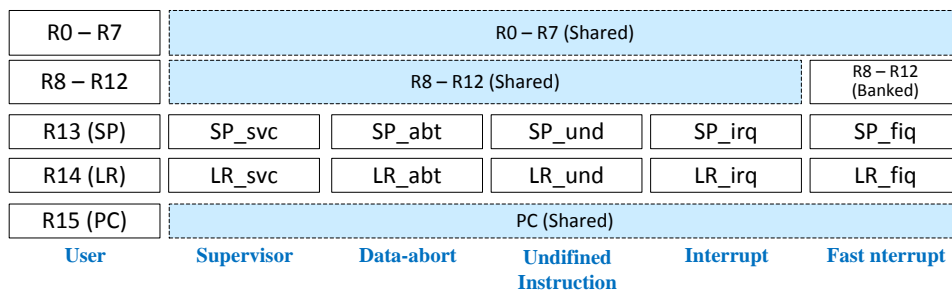 R0 – R7 R0 – R7 (Shared)
R8 – R12 R8 – R12 (Shared) R8 – R12
(Banked)
R13 (SP) SP_svc SP_abt SP_und SP_irq SP_fiq
R14 (LR) LR_svc LR_abt LR_und LR_irq LR_fiq
R15 (PC) PC (Shared)
User Supervisor Data-abort Undifined Interrupt Fast nterrupt
Instruction